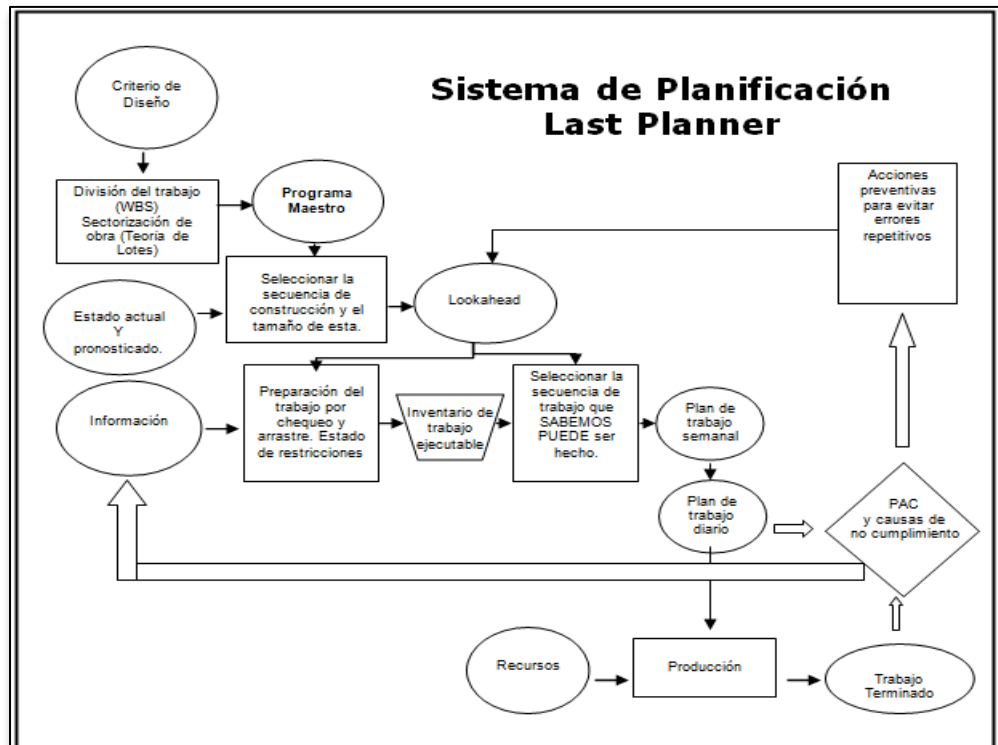 Sistema de Planificación
Last Planner
Criterio de
Diseño
División del trabajo
(WBS)
Sectorización de
obra (Teoría de
Lotes)
Programa
Maestro
Acciones
preventivas
para evitar
errores
repetitivos
Estado actual
Y
pronosticado.
Seleccionar la
secuencia de
construcción y el
tamaño de esta.
Lookahead
Información
Preparación del
trabajo por
chequeo y
arrastre. Estado
de restricciones
Inventario de
trabajo
ejecutable
Seleccionar la
secuencia de
trabajo que
SABEMOS
PUEDE ser
hecho.
Plan de
trabajo
semanal
Plan de
trabajo
diario
PAC
y causas de
no cumplimiento
Recursos
Producción
Trabajo
Terminado